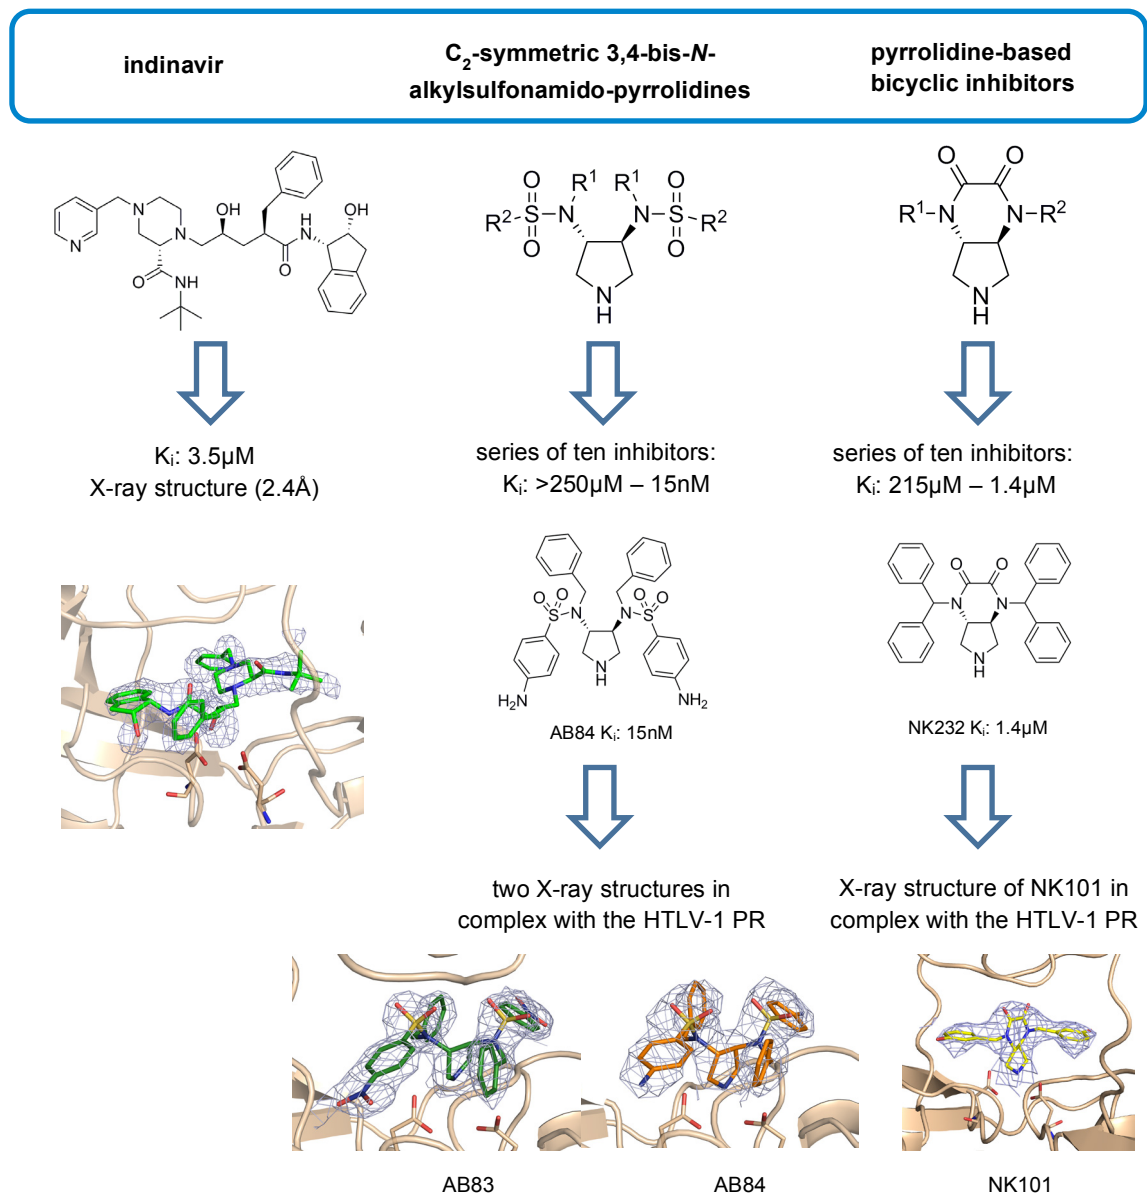 indinavir
C2-symmetric 3,4-bis-N-
alkylsulfonamido-pyrrolidines
pyrrolidine-based
bicyclic inhibitors
N
N
N
OH
O
NH
O
H
N
OH
R2
O
S
O
N
R1
R1
N
O
S
O
R2
N
H
O
O
R1
N
N
R2
N
H
Ki: 3.5µM
X-ray structure (2.4Å)
series of ten inhibitors:
Ki: >250µM – 15nM
series of ten inhibitors:
Ki: 215µM – 1.4µM
O
O
S
N
N
O
O
S
N
H
H2N
NH2
AB84 Ki: 15nM
O
O
N
N
N
H
NK232 Ki: 1.4µM
two X-ray structures in
complex with the HTLV-1 PR
X-ray structure of NK101 in
complex with the HTLV-1 PR
AB83
AB84
NK101